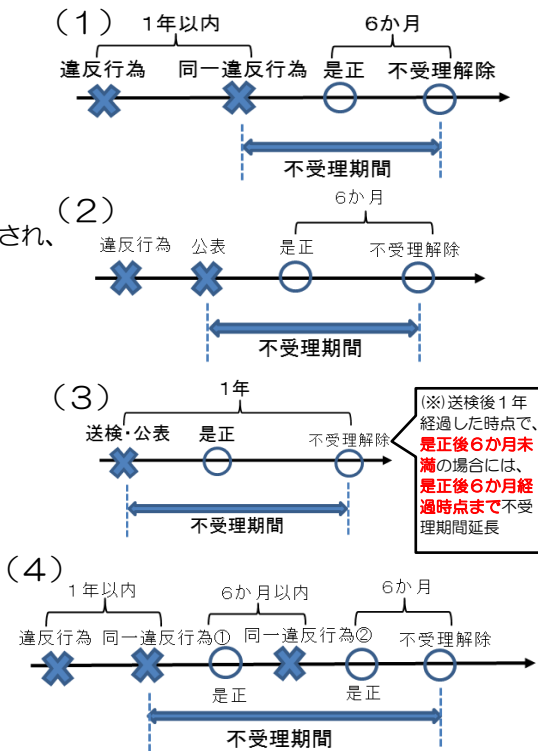 (1)
1年以内
6か月
違反行為
同一違反行為
是正
不受理解除
不受理期間
され、
(2)
6か月
違反行為
公表
是正
不受理解除
不受理期間
(3)
1年
送検・公表
是正
不受理解除
不受理期間
(※)送検後1年
経過した時点で、
是正後6か月未
満の場合には、
是正後6か月経
過時点まで不受
理期間延長
(4)
1年以内
6か月以内
6か月
違反行為
同一違反行為①
同一違反行為②
不受理解除
是正
是正
不受理期間